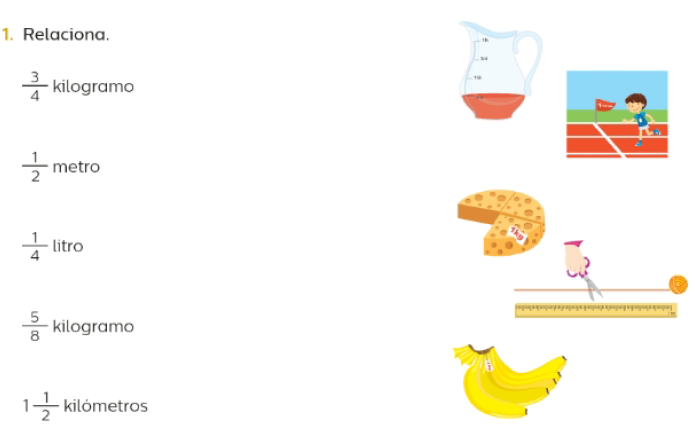 1. Relaciona.
3/4 kilogramo
1/2 metro
1/4 litro
5/8 kilogramo
1 1/2 kilómetros
1kg